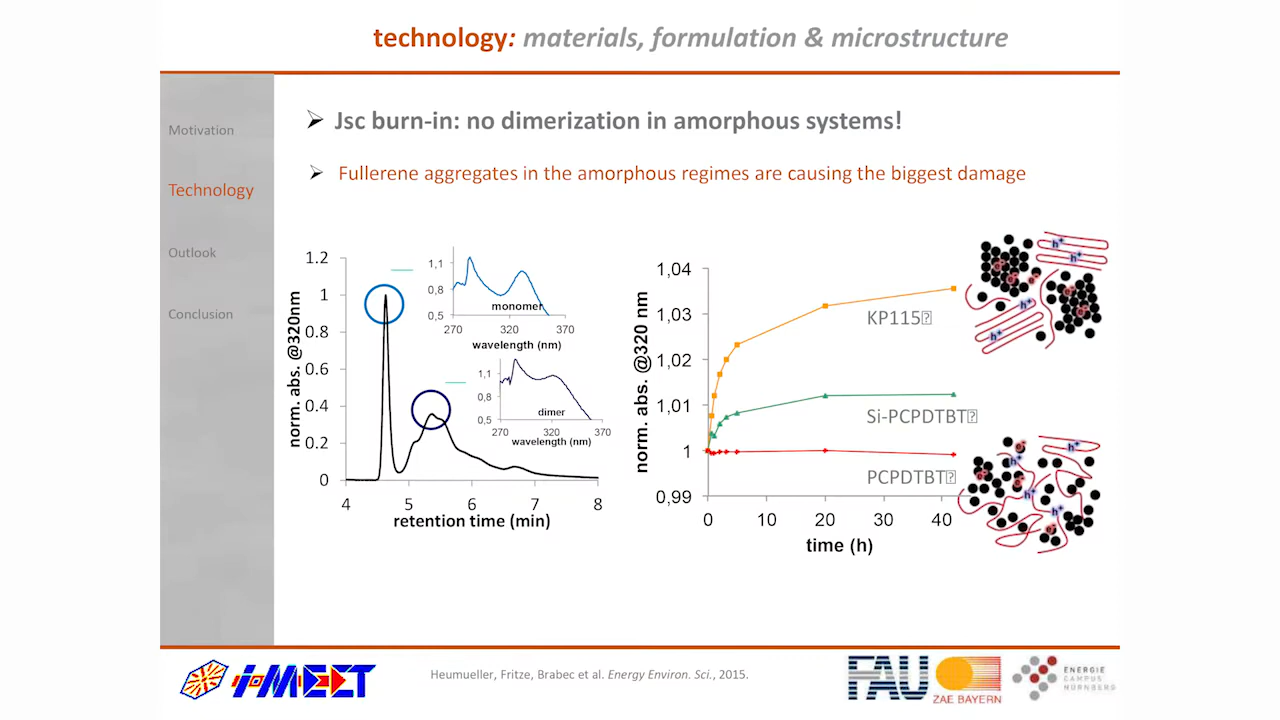 technology: materials, formulation & microstructure
Motivation
Technology
Outlook
Conclusion
➢ Jsc burn-in: no dimerization in amorphous systems!
➢ Fullerene aggregates in the amorphous regimes are causing the biggest damage
norm. abs. @320nm
1.2
1
0.8
0.6
0.4
0.2
0
4 5 6 7 8
retention time (min)
1,1
0,8
0,5
monomer
270 320 370
wavelength (nm)
1,1
0,8
0,5
dimer
270 320 370
wavelength (nm)
norm. abs. @320 nm
1,04
1,03
1,02
1,01
1
0,99
KP115
Si-PCPDTBT
PCPDTBT
0 10 20 30 40
time (h)
h+
h+
h+
h+
e-
e-
e-
e-
e-
h+
h+
h+
h+
e-
e-
e-
e-
i-MEET
Heumueller, Fritze, Brabec et al. Energy Environ. Sci., 2015.
FAU
ZAE BAYERN
ENERGIE
CAMPUS
NÜRNBERG